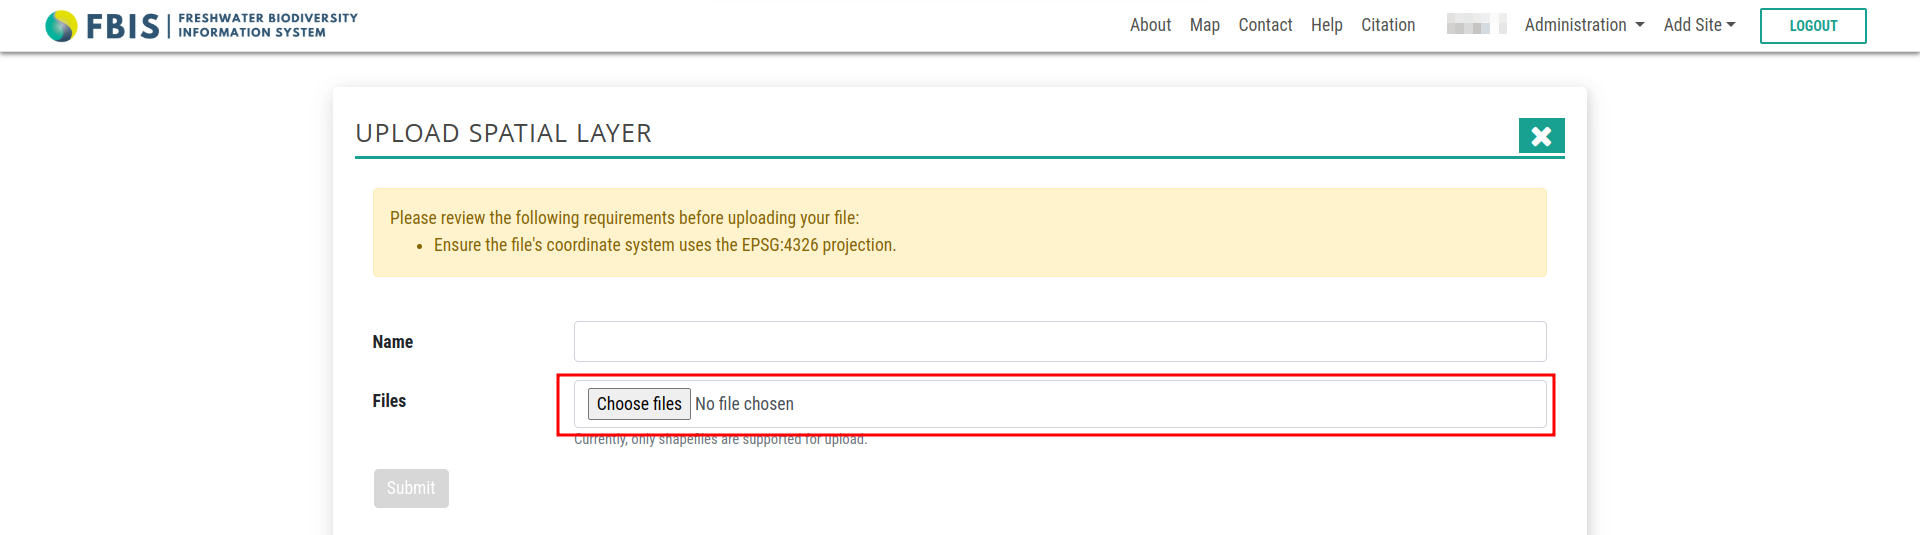 FBIS FRESHWATER BIODIVERSITY INFORMATION SYSTEM
About Map Contact Help Citation Administration Add Site LOGOUT
UPLOAD SPATIAL LAYER
Please review the following requirements before uploading your file:
• Ensure the file's coordinate system uses the EPSG:4326 projection.
Name
Files Choose files No file chosen
Currently, only shapefiles are supported for upload.
Submit